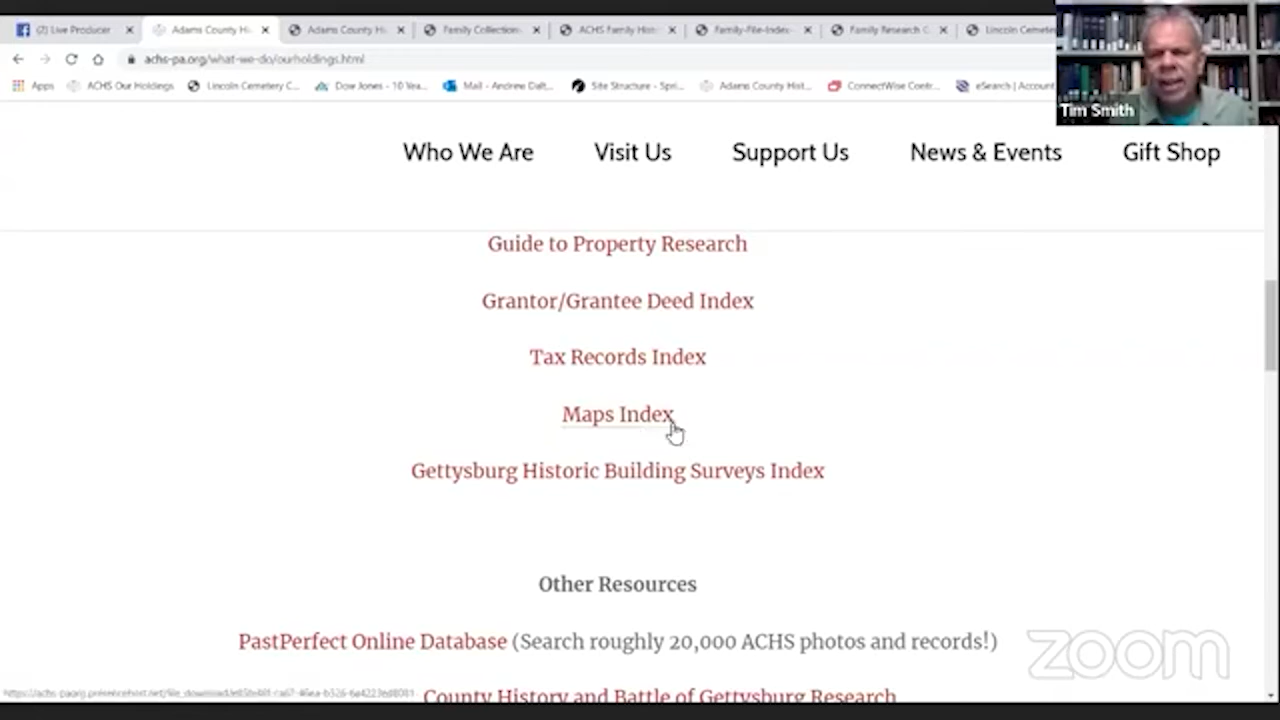 (2) Live Producer
Adams County Hi
Adams County Hi
Family Collection
ACHS Family Hist
Family-File-Index-
Family Research G
Lincoln Cemeter
achs-pa.org/what-we-do/ourholdings.html
Apps
ACHS Our Holdings
Lincoln Cemetery C...
Dow Jones - 10 Yea...
Mail - Andrew Dalt...
Site Structure - Spri...
Adams County Hist...
ConnectWise Contr...
eSearch | Account
Tim Smith
Who We Are
Visit Us
Support Us
News & Events
Gift Shop
Guide to Property Research
Grantor/Grantee Deed Index
Tax Records Index
Maps Index
Gettysburg Historic Building Surveys Index
Other Resources
PastPerfect Online Database (Search roughly 20,000 ACHS photos and records!)
zoom
County History and Battle of Gettysburg Research